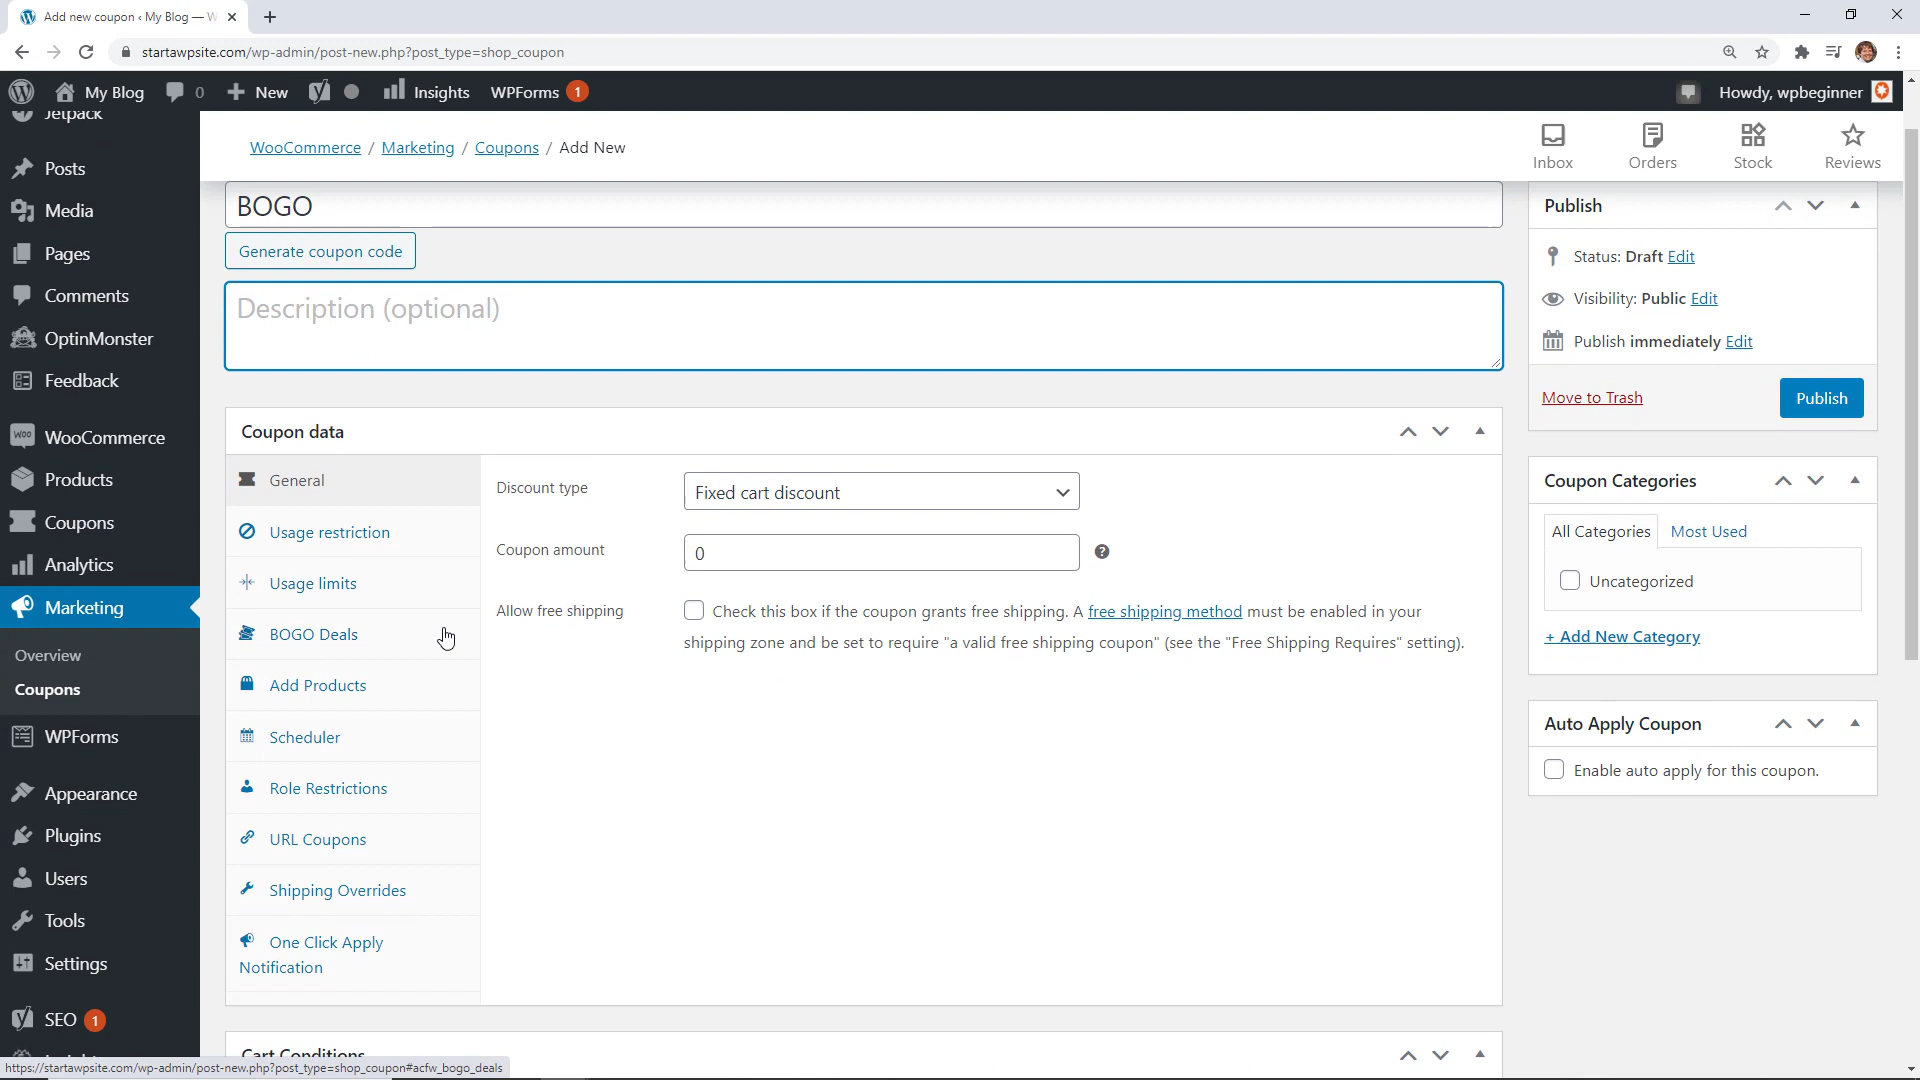 Add new coupon ‹ My Blog — W
startawpsite.com/wp-admin/post-new.php?post_type=shop_coupon
My Blog 0 New Insights WPForms 1 Howdy, wpbeginner
Jetpack
Posts
Media
Pages
Comments
OptinMonster
Feedback
WooCommerce
Products
Coupons
Analytics
Marketing
Overview
Coupons
WPForms
Appearance
Plugins
Users
Tools
Settings
SEO 1
WooCommerce / Marketing / Coupons / Add New
Inbox
Orders
Stock
Reviews
BOGO
Generate coupon code
Description (optional)
Coupon data
General
Usage restriction
Usage limits
BOGO Deals
Add Products
Scheduler
Role Restrictions
URL Coupons
Shipping Overrides
One Click Apply
Notification
Discount type Fixed cart discount
Coupon amount 0
Allow free shipping Check this box if the coupon grants free shipping. A free shipping method must be enabled in your
shipping zone and be set to require "a valid free shipping coupon" (see the "Free Shipping Requires" setting).
Cart Conditions
Publish
Status: Draft Edit
Visibility: Public Edit
Publish immediately Edit
Move to Trash Publish
Coupon Categories
All Categories Most Used
Uncategorized
+ Add New Category
Auto Apply Coupon
Enable auto apply for this coupon.
https://startawpsite.com/wp-admin/post-new.php?post_type=shop_coupon#acfw_bogo_deals